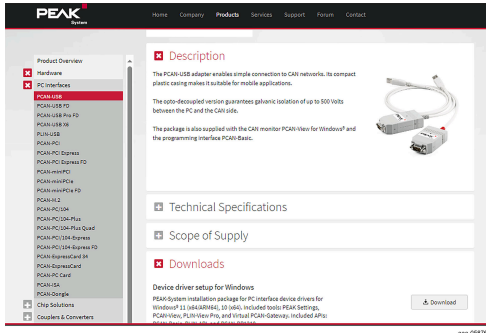 PEAK
System
Home Company Products Services Support Forum Contact
Product Overview
Hardware
PC Interfaces
PCAN-USB
PCAN-USB FD
PCAN-USB Pro FD
PCAN-USB X6
PLIN-USB
PCAN-PCI
PCAN-PCI Express
PCAN-PCI Express FD
PCAN-miniPCI
PCAN-miniPCIe
PCAN-miniPCIe FD
PCAN-M.2
PCAN-PC/104
PCAN-PC/104-Plus
PCAN-PC/104-Plus Quad
PCAN-PCI/104-Express
PCAN-PCI/104-Express FD
PCAN-ExpressCard 34
PCAN-ExpressCard
PCAN-PC Card
PCAN-ISA
PCAN-Dongle
Chip Solutions
Couplers & Converters
Description
The PCAN-USB adapter enables simple connection to CAN networks. Its compact
plastic casing makes it suitable for mobile applications.
The opto-decoupled version guarantees galvanic isolation of up to 500 Volts
between the PC and the CAN side.
The package is also supplied with the CAN monitor PCAN-View for Windows® and
the programming interface PCAN-Basic.
Technical Specifications
Scope of Supply
Downloads
Device driver setup for Windows
PEAK-System installation package for PC interface device drivers for
Windows® 11 (x64/ARM64), 10 (x64). Included tools: PEAK Settings,
PCAN-View, PLIN-View Pro, and Virtual PCAN-Gateway. Included APIs:
Download